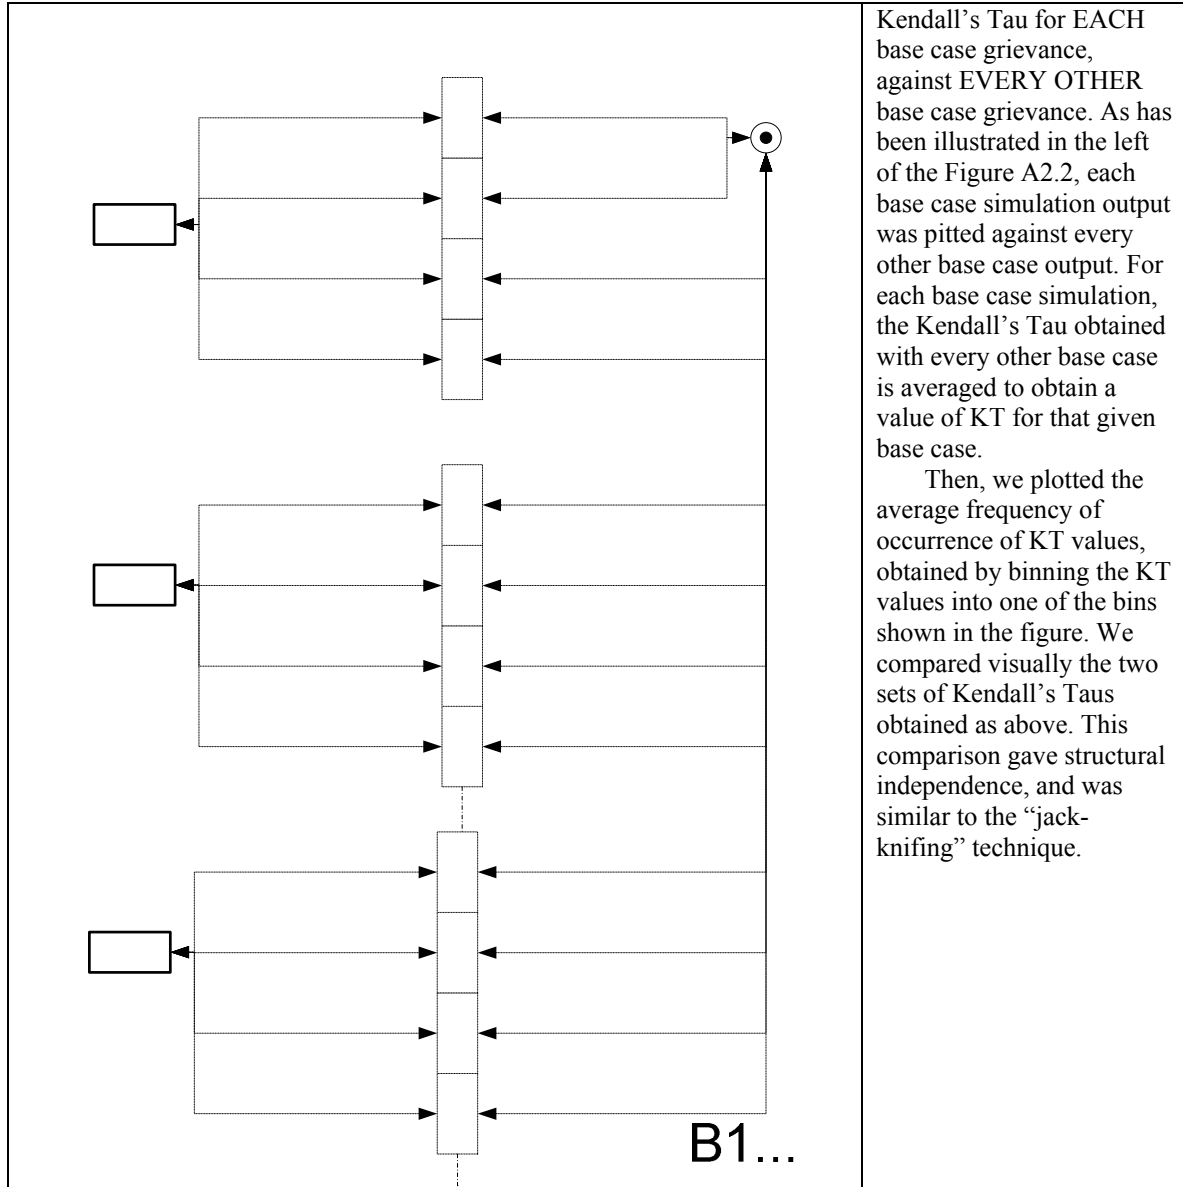 Kendall’s Tau for EACH
base case grievance,
against EVERY OTHER
base case grievance. As has
been illustrated in the left
of the Figure A2.2, each
base case simulation output
was pitted against every
other base case output. For
each base case simulation,
the Kendall’s Tau obtained
with every other base case
is averaged to obtain a
value of KT for that given
base case.
Then, we plotted the
average frequency of
occurrence of KT values,
obtained by binning the KT
values into one of the bins
shown in the figure. We
compared visually the two
sets of Kendall’s Taus
obtained as above. This
comparison gave structural
independence, and was
similar to the “jack-
knifing” technique.
B1...